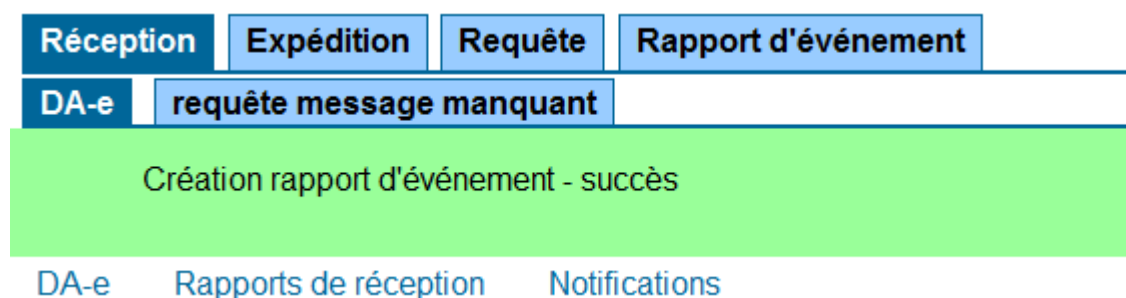 Réception Expédition Requête Rapport d'événement
DA-e requête message manquant
Création rapport d'événement - succès
DA-e Rapports de réception Notifications